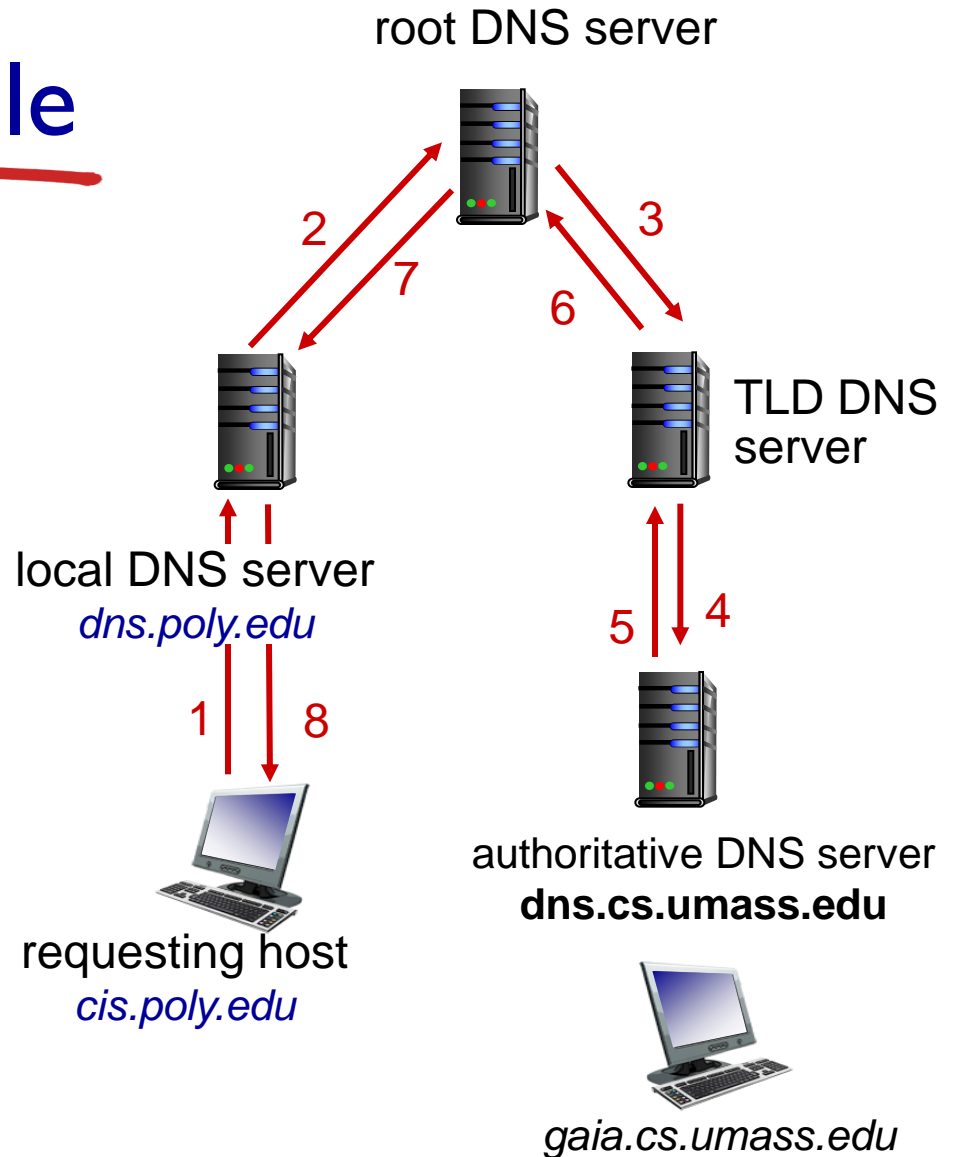 root DNS server
le
2
3
7
6
TLD DNS
server
local DNS server
dns.poly.edu
5
4
1
8
authoritative DNS server
dns.cs.umass.edu
requesting host
cis.poly.edu
gaia.cs.umass.edu